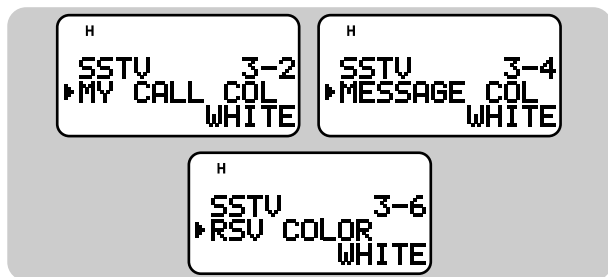 H
SSTV 3-2
MY CALL COL
WHITE
H
SSTV 3-4
MESSAGE COL
WHITE
H
SSTV 3-6
RSV COLOR
WHITE